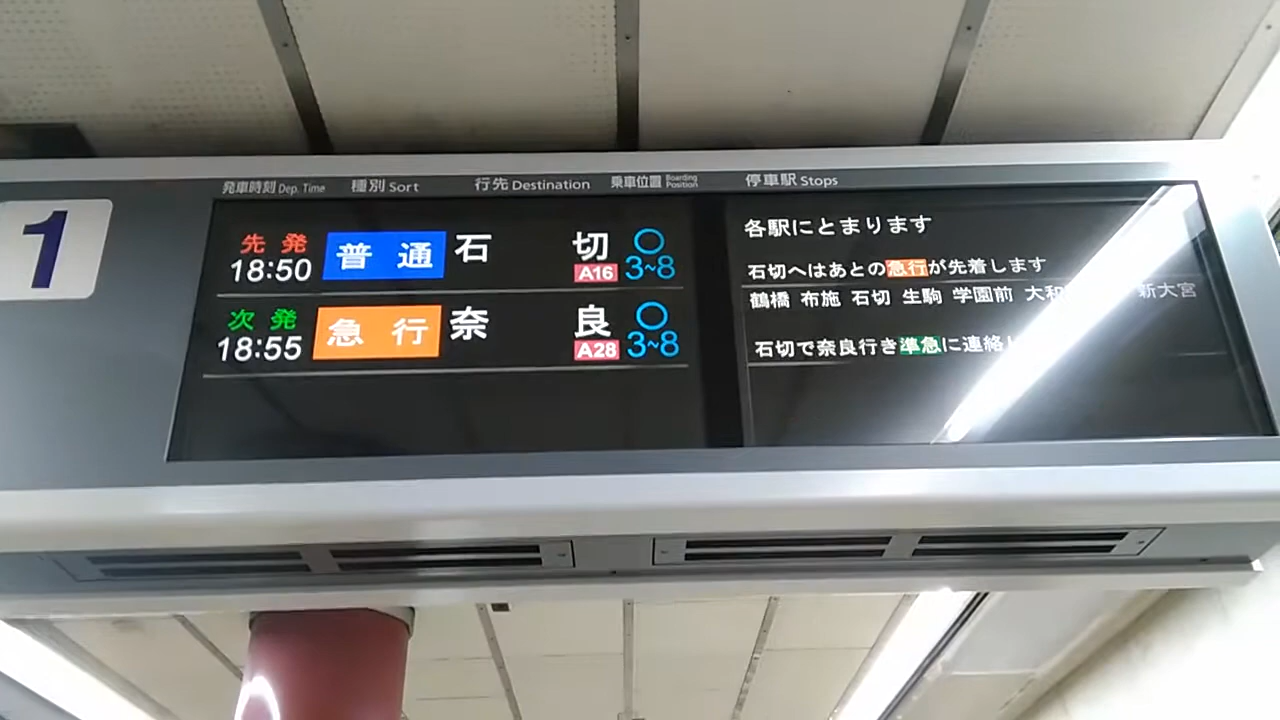 1
発車時刻 Dep. Time 種別 Sort 行先 Destination 乗車位置 Boarding Position 停車駅 Stops
先発 18:50 普通 石切 A16 ○ 3~8
各駅にとまります
石切へはあとの急行が先着します
次発 18:55 急行 奈良 A28 ○ 3~8
鶴橋 布施 石切 生駒 学園前 大和 新大宮
石切で奈良行き準急に連絡